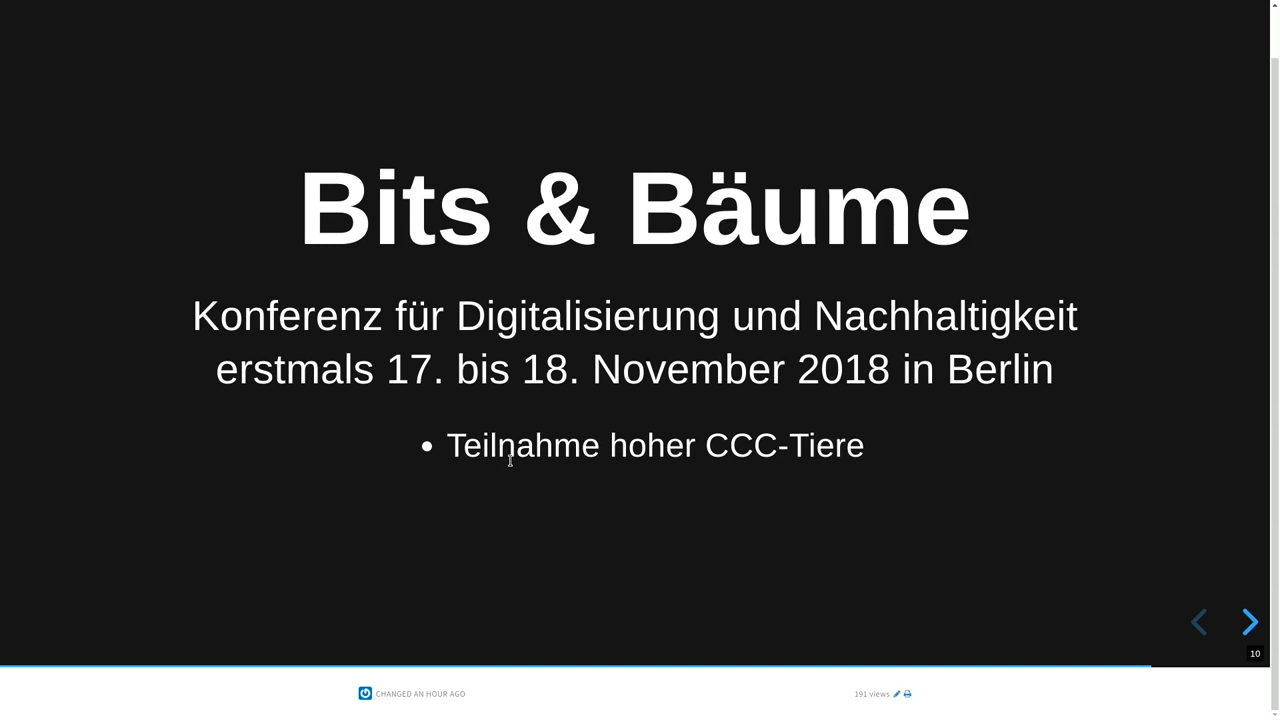 Bits & Bäume
Konferenz für Digitalisierung und Nachhaltigkeit
erstmals 17. bis 18. November 2018 in Berlin
• Teilnahme hoher CCC-Tiere
10
CHANGED AN HOUR AGO
191 views